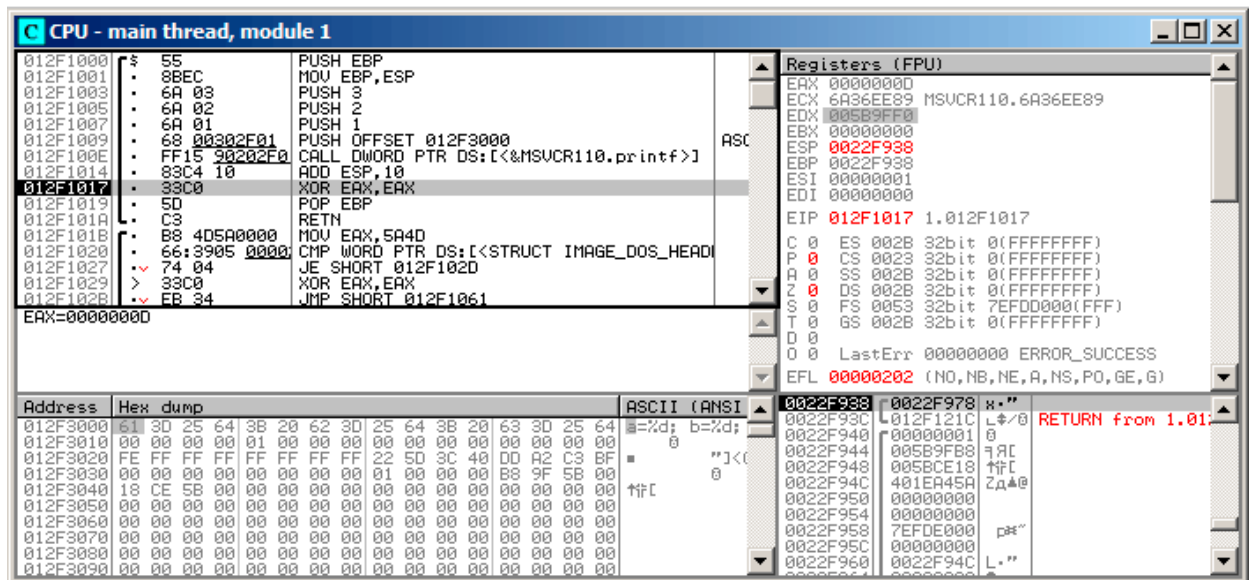 CPU - main thread, module 1
012F1000 $ 55 PUSH EBP
012F1001 . 8BEC MOV EBP,ESP
012F1003 . 6A 03 PUSH 3
012F1005 . 6A 02 PUSH 2
012F1007 . 6A 01 PUSH 1
012F1009 . 68 00302F01 PUSH OFFSET 012F3000 ASC
012F100E . FF15 90202F0 CALL DWORD PTR DS:[<&MSVCR110.printf>]
012F1014 . 83C4 10 ADD ESP,10
012F1017 . 33C0 XOR EAX,EAX
012F1019 . 5D POP EBP
012F101A . C3 RETN
012F101B . B8 4D5A0000 MOV EAX,5A4D
012F1020 . 66:3905 0000 CMP WORD PTR DS:[<STRUCT IMAGE_DOS_HEAD
012F1027 . 74 04 JE SHORT 012F102D
012F1029 > 33C0 XOR EAX,EAX
012F102B . EB 34 JMP SHORT 012F1061
EAX=0000000D
Registers (FPU)
EAX 0000000D
ECX 6A36EE89 MSVCR110.6A36EE89
EDX 005B9FF0
EBX 00000000
ESP 0022F938
EBP 0022F938
ESI 00000001
EDI 00000000
EIP 012F1017 1.012F1017
C 0 ES 002B 32bit 0(FFFFFFFF)
P 0 CS 0023 32bit 0(FFFFFFFF)
A 0 SS 002B 32bit 0(FFFFFFFF)
Z 0 DS 002B 32bit 0(FFFFFFFF)
S 0 FS 0053 32bit 7EFDD000(FFF)
T 0 GS 002B 32bit 0(FFFFFFFF)
D 0
O 0 LastErr 00000000 ERROR_SUCCESS
EFL 00000202 (NO,NB,NE,A,NS,PO,GE,G)
Address Hex dump ASCII (ANSI
012F3000 61 3D 25 64 3B 20 62 3D 25 64 3B 20 63 3D 25 64 a=%d; b=%d;
012F3010 00 00 00 00 01 00 00 00 00 00 00 00 00 00 00 00
012F3020 FE FF FF FF FF FF FF FF 22 5D 3C 40 DD A2 C3 BF "]<
012F3030 00 00 00 00 00 00 00 00 01 00 00 00 B8 9F 5B 00
012F3040 18 CE 5B 00 00 00 00 00 00 00 00 00 00 00 00 00
012F3050 00 00 00 00 00 00 00 00 00 00 00 00 00 00 00 00
012F3060 00 00 00 00 00 00 00 00 00 00 00 00 00 00 00 00
012F3070 00 00 00 00 00 00 00 00 00 00 00 00 00 00 00 00
012F3080 00 00 00 00 00 00 00 00 00 00 00 00 00 00 00 00
012F3090 00 00 00 00 00 00 00 00 00 00 00 00 00 00 00 00
0022F938 0022F978 x
0022F93C 012F121C RETURN from 1.01
0022F940 00000001
0022F944 005B9FB8
0022F948 005BCE18
0022F94C 401EA45A
0022F950 00000000
0022F954 00000000
0022F958 7EFDE000
0022F95C 00000000
0022F960 0022F94C